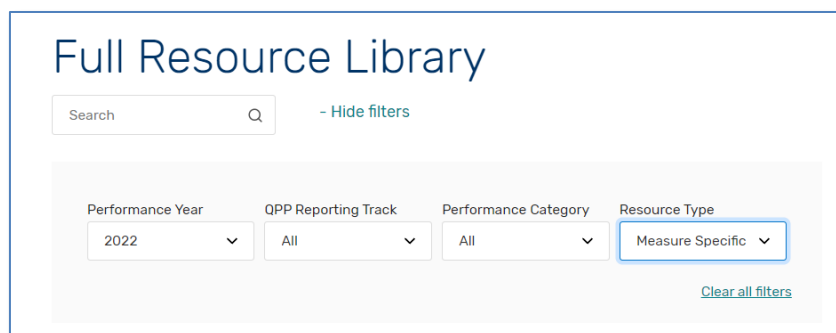 Full Resource Library
Search
- Hide filters
Performance Year QPP Reporting Track Performance Category Resource Type
2022 All All Measure Specific
Clear all filters